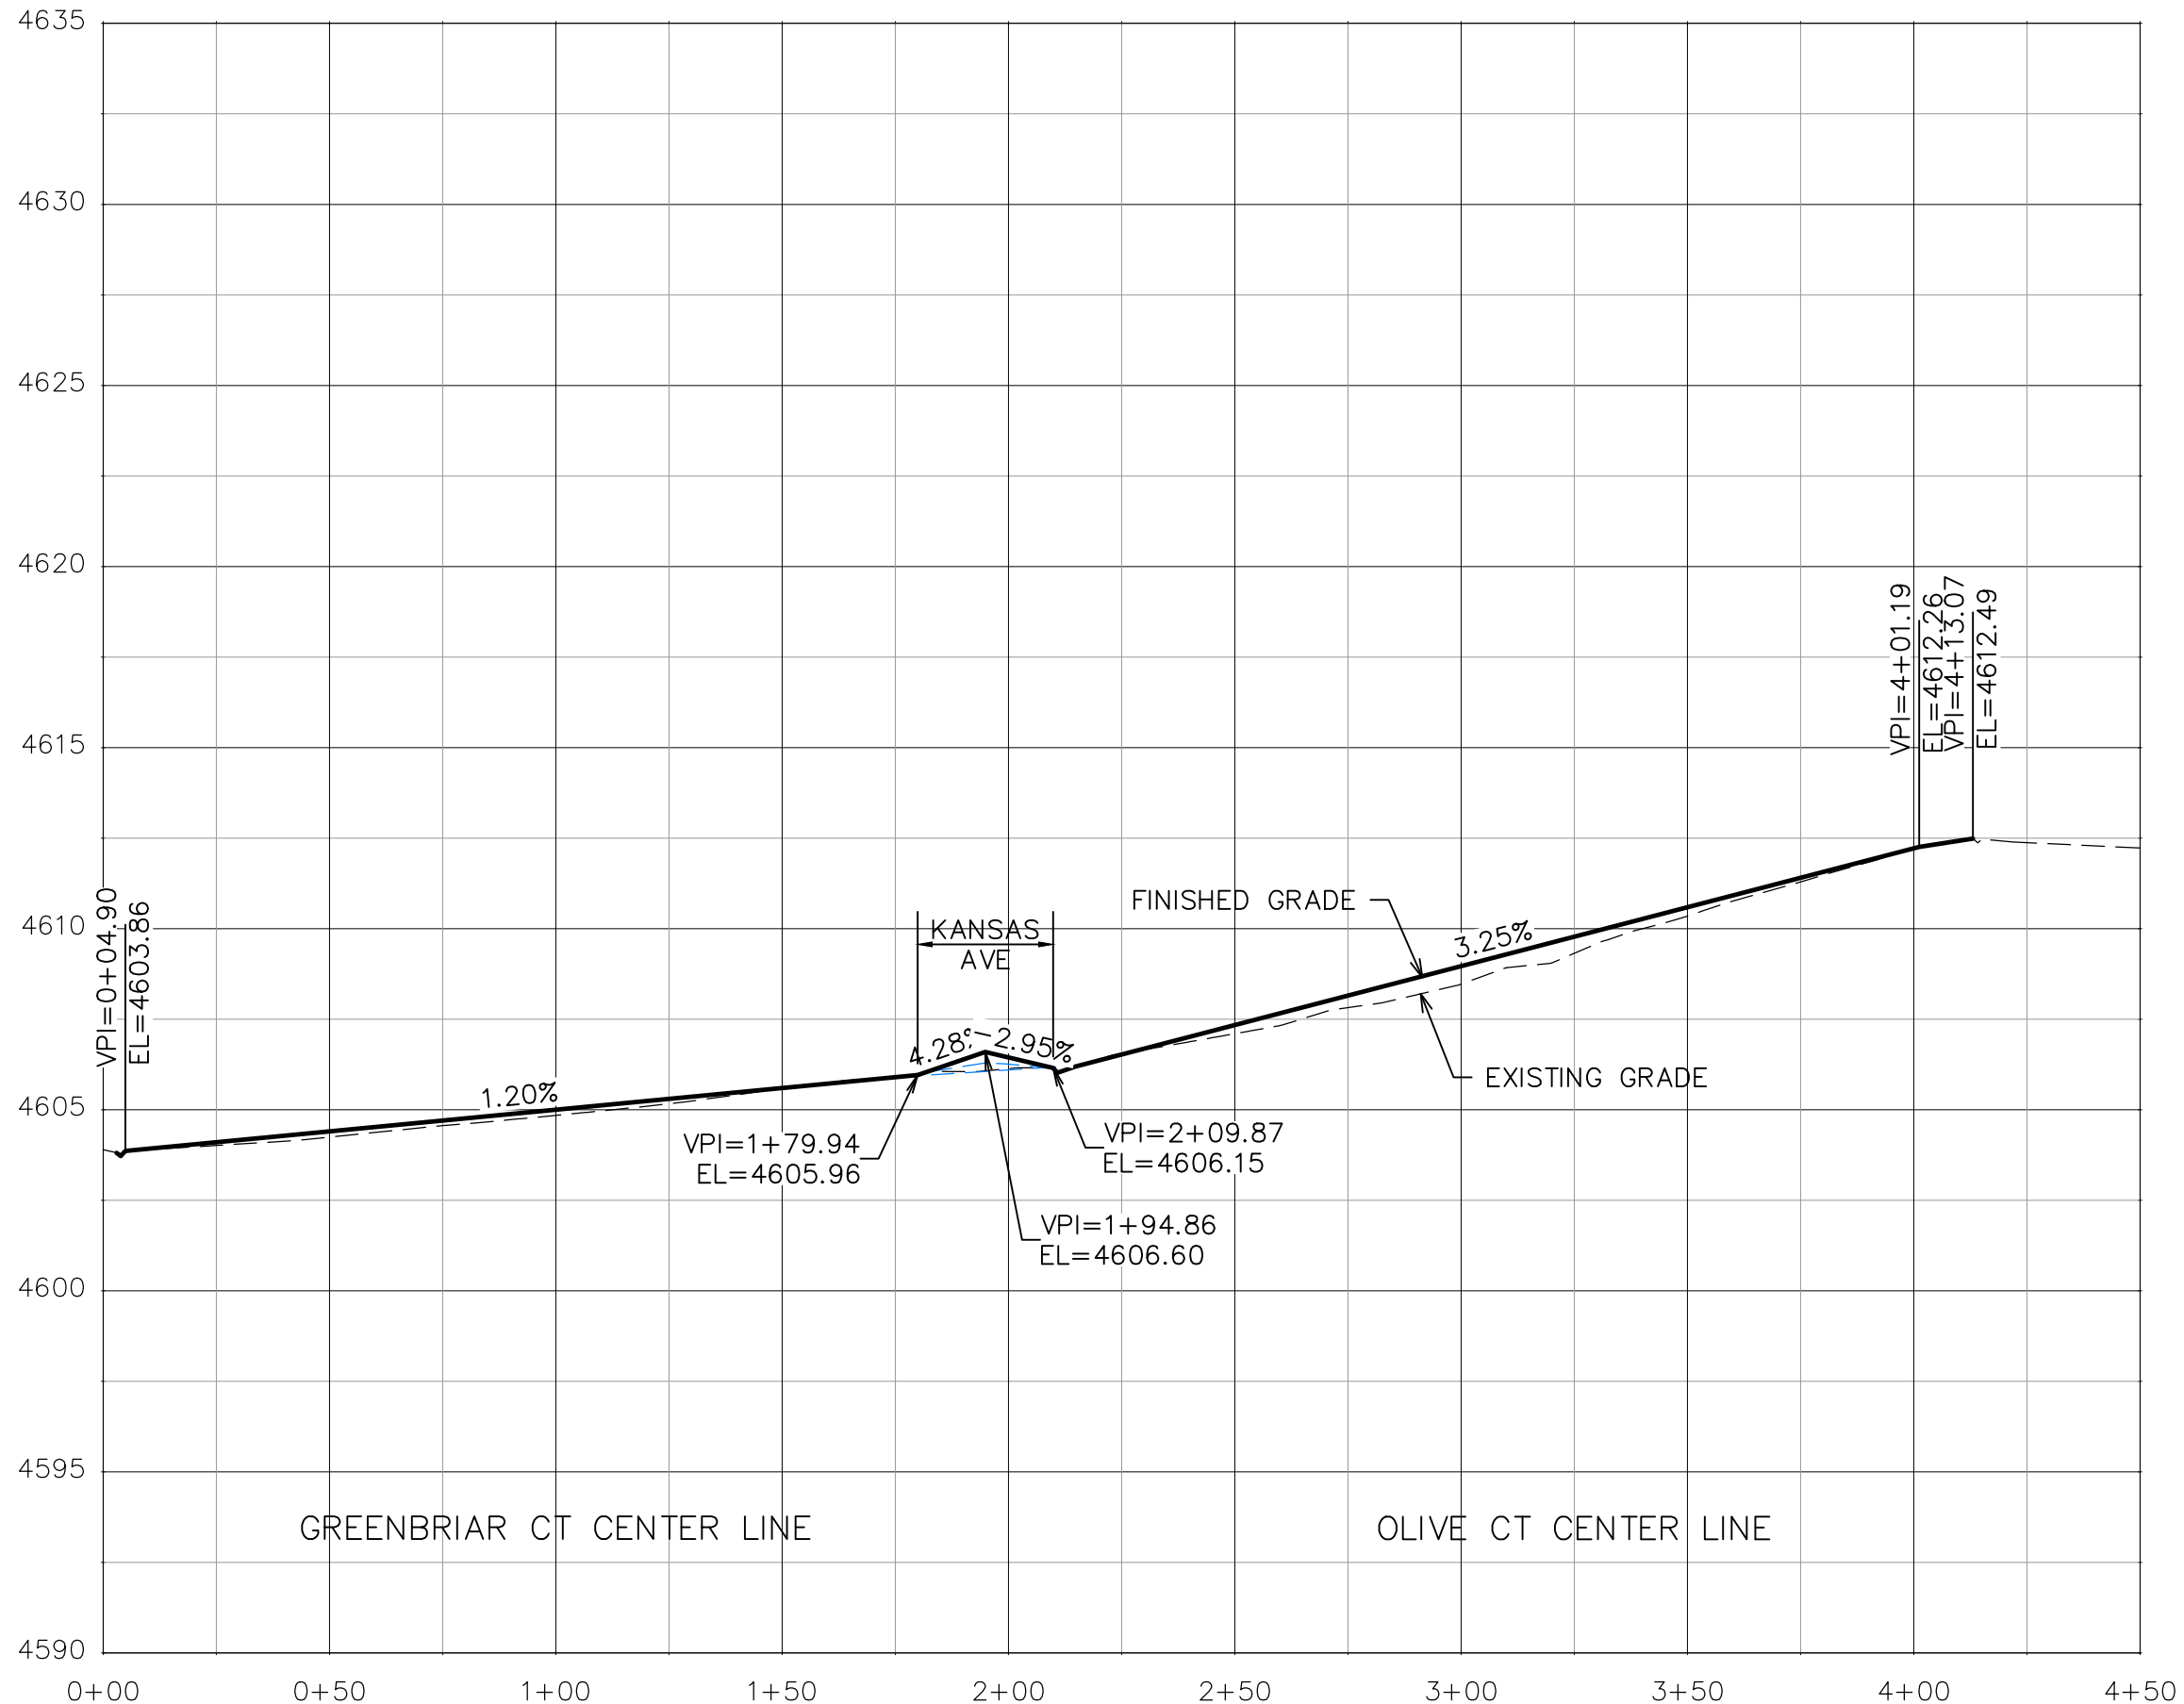 4635
4630
4625
4620
4615
4610
4605
4600
4595
4590
VPI=0+04.90
EL=4603.86
1.20%
VPI=1+79.94
EL=4605.96
KANSAS
AVE
4.28%
-2.95%
VPI=1+94.86
EL=4606.60
VPI=2+09.87
EL=4606.15
FINISHED GRADE
3.25%
EXISTING GRADE
VPI=4+01.19
EL=4612.26
VPI=4+13.07
EL=4612.49
GREENBRIAR CT CENTER LINE
OLIVE CT CENTER LINE
0+00 0+50 1+00 1+50 2+00 2+50 3+00 3+50 4+00 4+50